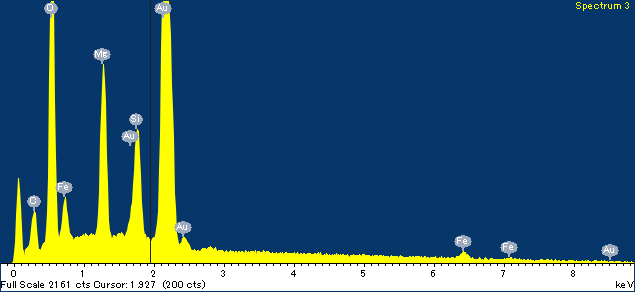 Spectrum 3
O Au
Mg
Si
Au
Fe
O
Au
Fe Fe Au
0 1 2 3 4 5 6 7 8
Full Scale 2161 cts Cursor: 1.927 (200 cts) keV